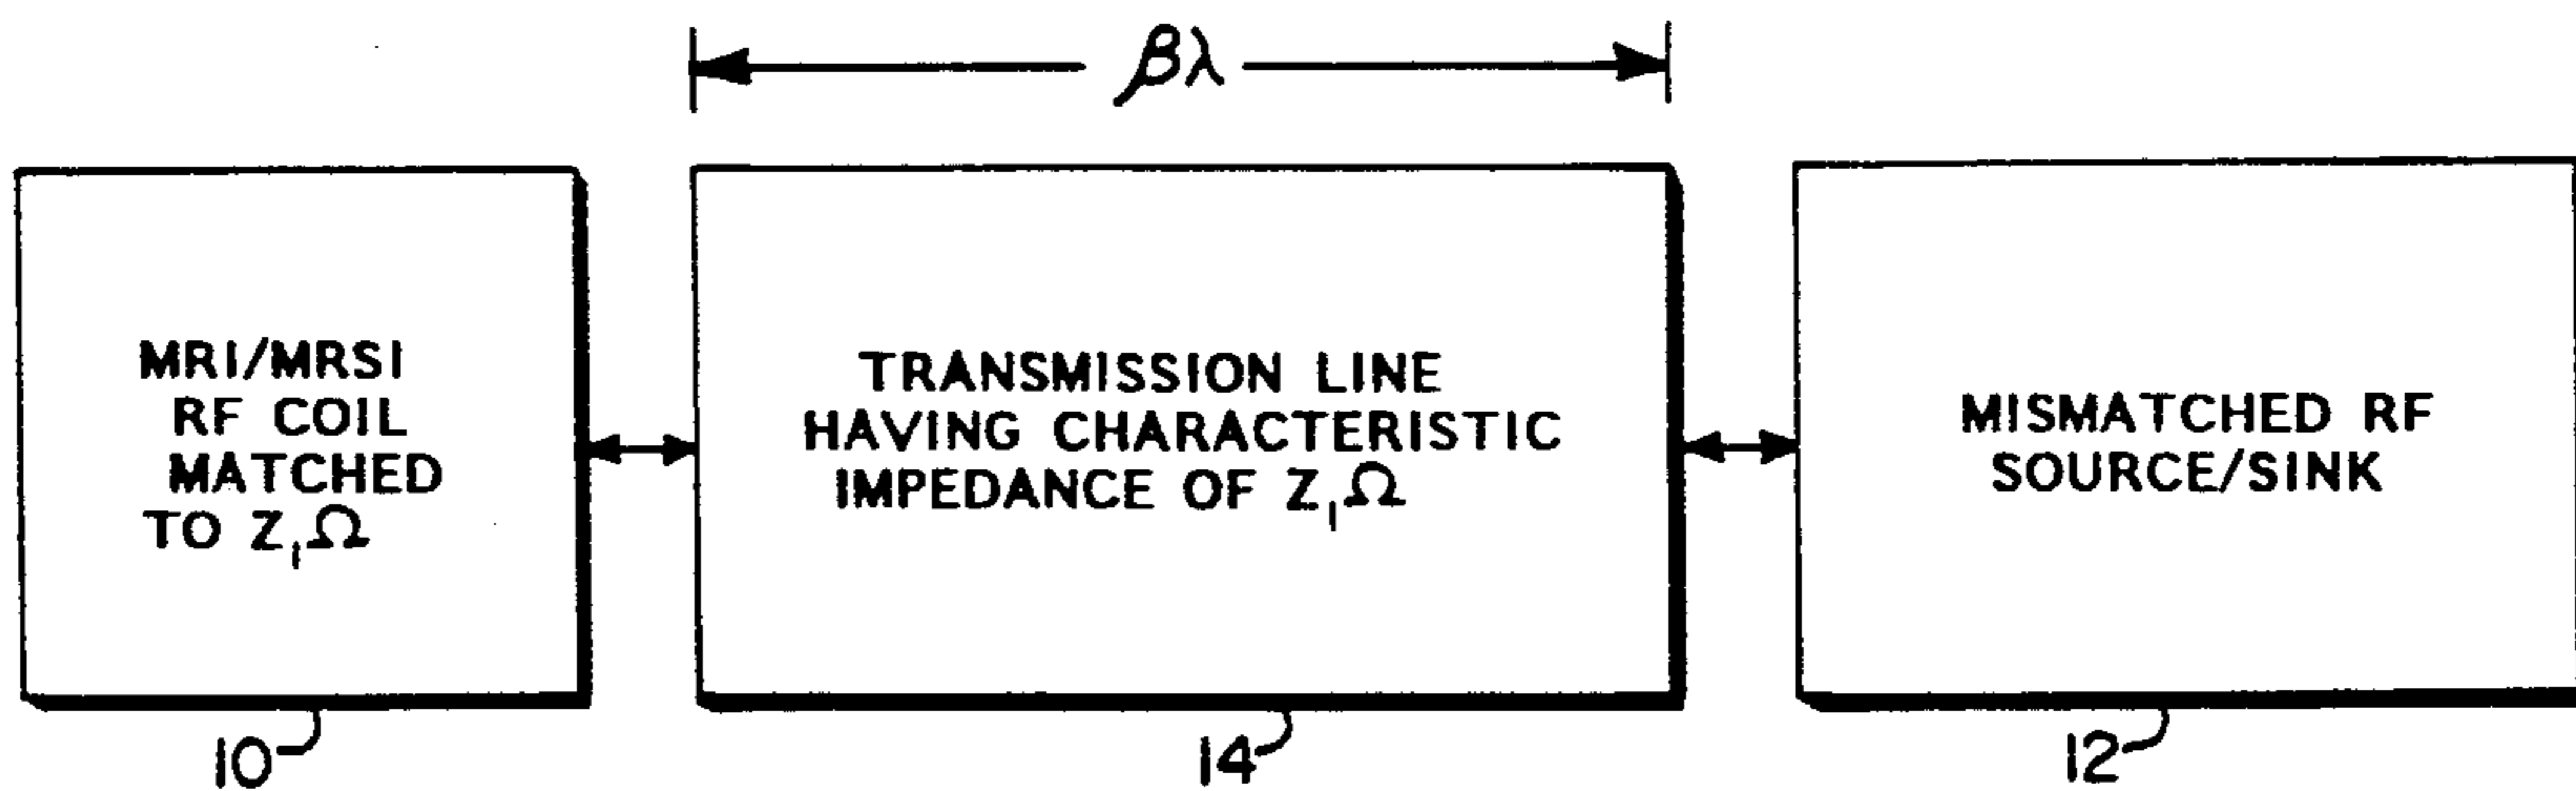 βλ
MRI/MRSI
RF COIL
MATCHED
TO Z₁Ω
TRANSMISSION LINE
HAVING CHARACTERISTIC
IMPEDANCE OF Z₁Ω
MISMATCHED RF
SOURCE/SINK
10
14
12